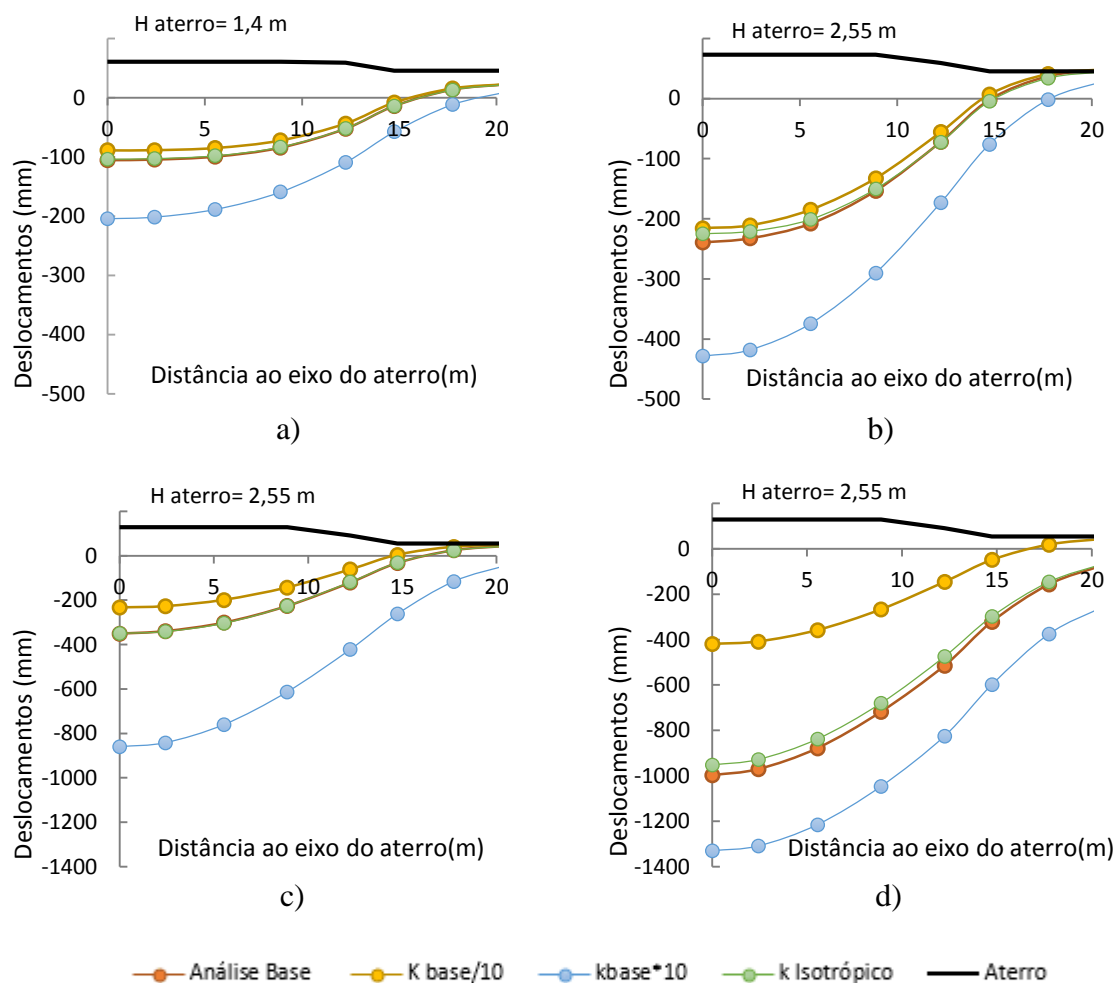 H aterro= 1,4 m
0
-100
-200
-300
-400
-500
0 5 10 15 20
Deslocamentos (mm)
Distância ao eixo do aterro(m)
a)
H aterro= 2,55 m
0
-100
-200
-300
-400
-500
0 5 10 15 20
Deslocamentos (mm)
Distância ao eixo do aterro(m)
b)
H aterro= 2,55 m
0
-200
-400
-600
-800
-1000
-1200
-1400
0 5 10 15 20
Deslocamentos (mm)
Distância ao eixo do aterro(m)
c)
H aterro= 2,55 m
0
-200
-400
-600
-800
-1000
-1200
-1400
0 5 10 15 20
Deslocamentos (mm)
Distância ao eixo do aterro(m)
d)
Análise Base K base/10 kbase*10 k Isotrópico Aterro